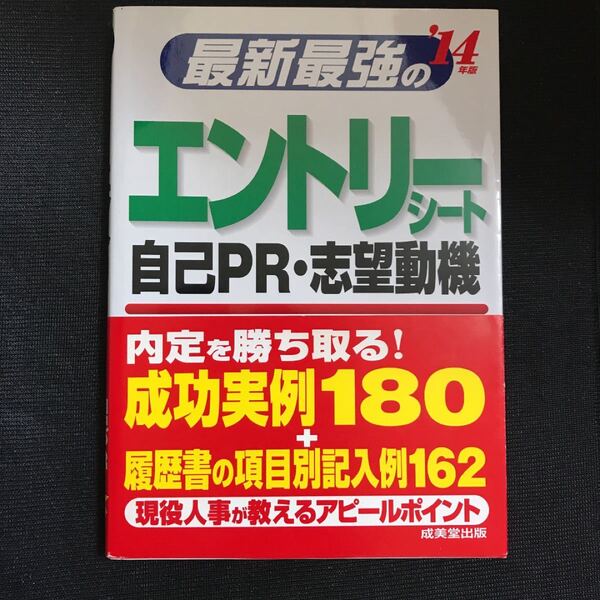 最新最強の
'14年版
エントリーシート
自己PR・志望動機
内定を勝ち取る!
成功実例180
+
履歴書の項目別記入例162
現役人事が教えるアピールポイント
成美堂出版